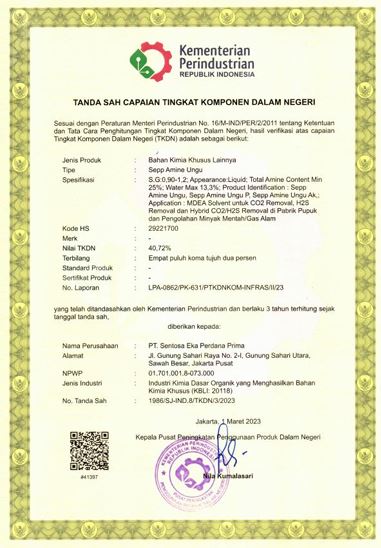 Kementerian
Perindustrian
REPUBLIK INDONESIA
TANDA SAH CAPAIAN TINGKAT KOMPONEN DALAM NEGERI
Sesuai dengan Peraturan Menteri Perindustrian No. 16/M-IND/PER/2/2011 tentang Ketentuan
dan Tata Cara Penghitungan Tingkat Komponen Dalam Negeri, hasil verifikasi atas capaian
Tingkat Komponen Dalam Negeri (TKDN) adalah sebagai berikut:
Jenis Produk : Bahan Kimia Khusus Lainnya
Tipe : Sepp Amine Ungu
Spesifikasi : S.G:0,90-1,2; Appearance:Liquid; Total Amine Content Min
25%; Water Max 13,3%; Product Identification : Sepp
Amine Ungu, Sepp Amine Ungu P, Sepp Amine Ungu Ak,;
Application : MDEA Solvent untuk CO2 Removal, H2S
Removal dan Hybrid CO2/H2S Removal di Pabrik Pupuk
dan Pengolahan Minyak Mentah/Gas Alam
Kode HS : 29221700
Merk : -
Nilai TKDN : 40,72%
Terbilang : Empat puluh koma tujuh dua persen
Standard Produk : -
Sertifikat Produk : -
No. Laporan : LPA-0862/PK-631/PTKDNKOM-INFRAS/II/23
yang telah ditandasahkan oleh Kementerian Perindustrian dan berlaku 3 tahun terhitung sejak
tanggal tanda sah,
diberikan kepada:
Nama Perusahaan : PT. Sentosa Eka Perdana Prima
Alamat : Jl. Gunung Sahari Raya No. 2-I, Gunung Sahari Utara,
Sawah Besar, Jakarta Pusat
NPWP : 01.701.001.8-073.000
Jenis Industri : Industri Kimia Dasar Organik yang Menghasilkan Bahan
Kimia Khusus (KBLI: 20118)
No. Tanda Sah : 1986/SJ-IND.8/TKDN/3/2023
Jakarta, 1 Maret 2023
Kepala Pusat Peningkatan Penggunaan Produk Dalam Negeri
Nila Kumalasari
#41397